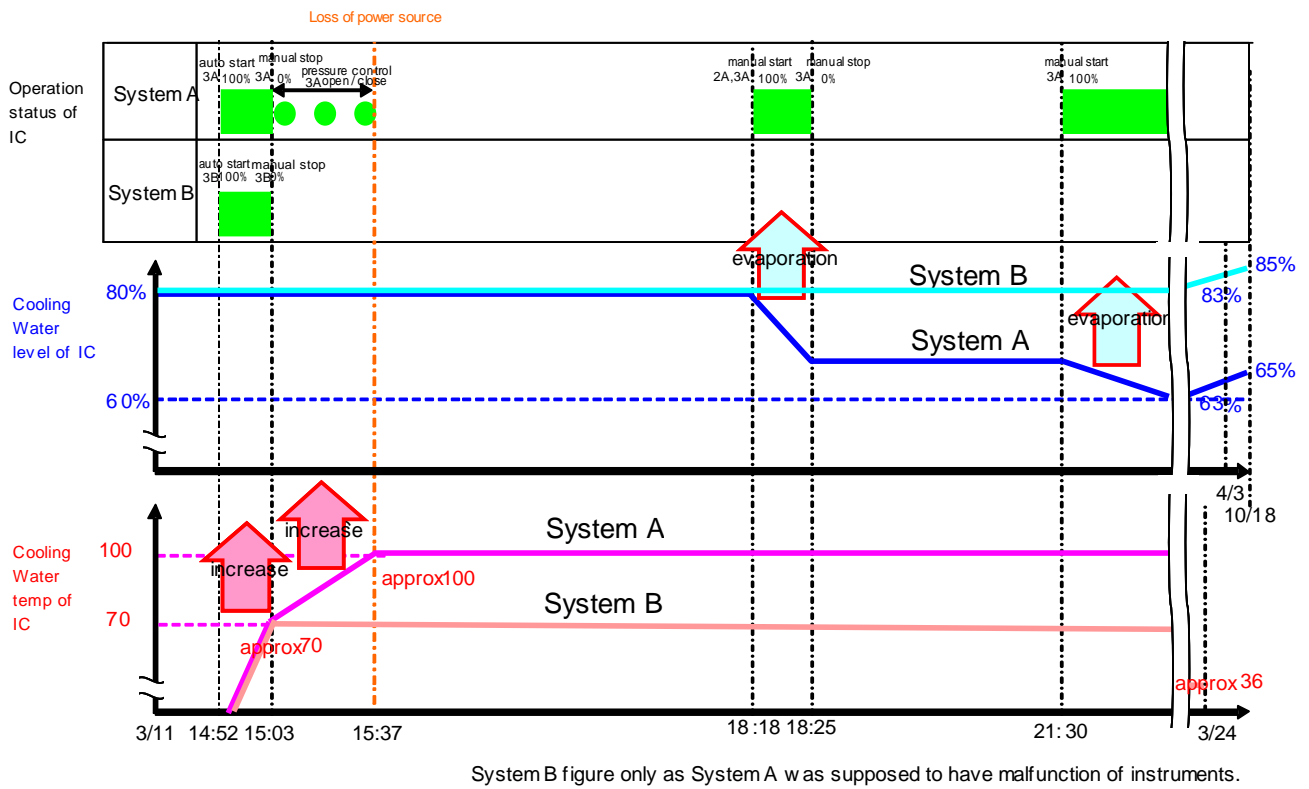 Loss of power source
Operation
status of
IC
System A
auto start
3A 100%
manual stop
3A 0%
pressure control
3A open/close
manual start
2A,3A 100%
manual stop
3A 0%
manual start
3A 100%
System B
auto start
3B 100%
manual stop
3B 0%
Cooling
Water
level of IC
80%
60%
evaporation
evaporation
System B
System A
85%
83%
65%
63%
4/3
10/18
Cooling
Water
temp of
IC
100
70
increase
increase
System A
approx100
System B
approx70
approx 36
3/11 14:52 15:03 15:37 18:18 18:25 21:30 3/24
System B figure only as System A was supposed to have malfunction of instruments.